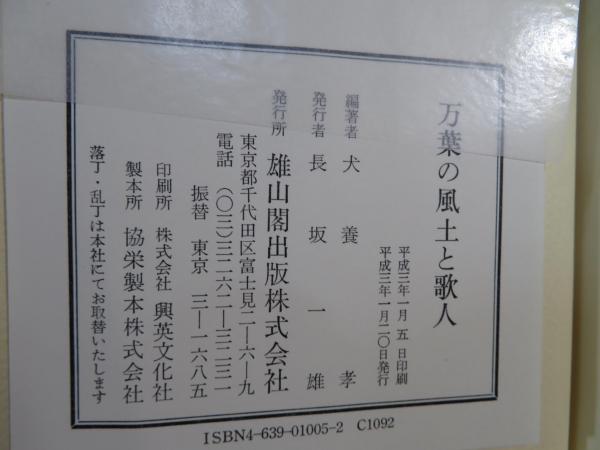 万葉の風土と歌人
平成三年一月五日印刷
平成三年一月二〇日発行
編著者 犬養孝
発行者 長坂一雄
発行所 雄山閣出版株式会社
東京都千代田区富士見二―六―九
電話 (〇三)三二六二―三二三一
振替 東京 三―一六八五
印刷所 株式会社 興英文化社
製本所 協栄製本株式会社
落丁・乱丁は本社にてお取替いたします
ISBN4-639-01005-2 C1092